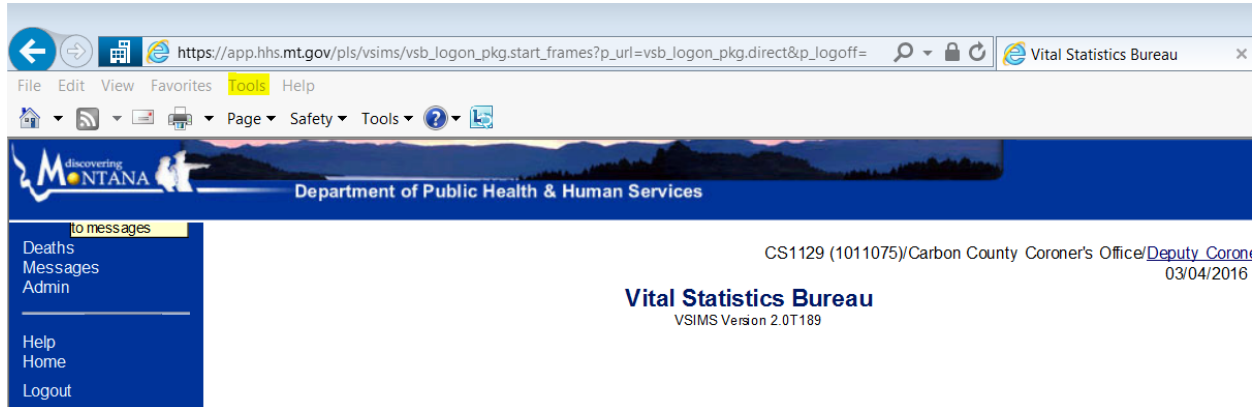 https://app.hhs.mt.gov/pls/vsims/vsb_logon_pkg.start_frames?p_url=vsb_logon_pkg.direct&p_logoff=
Vital Statistics Bureau
File Edit View Favorites Tools Help
Page Safety Tools
discovering
MONTANA
Department of Public Health & Human Services
to messages
Deaths
Messages
Admin
Help
Home
Logout
CS1129 (1011075)/Carbon County Coroner's Office/Deputy Corone
03/04/2016
Vital Statistics Bureau
VSIMS Version 2.0T189